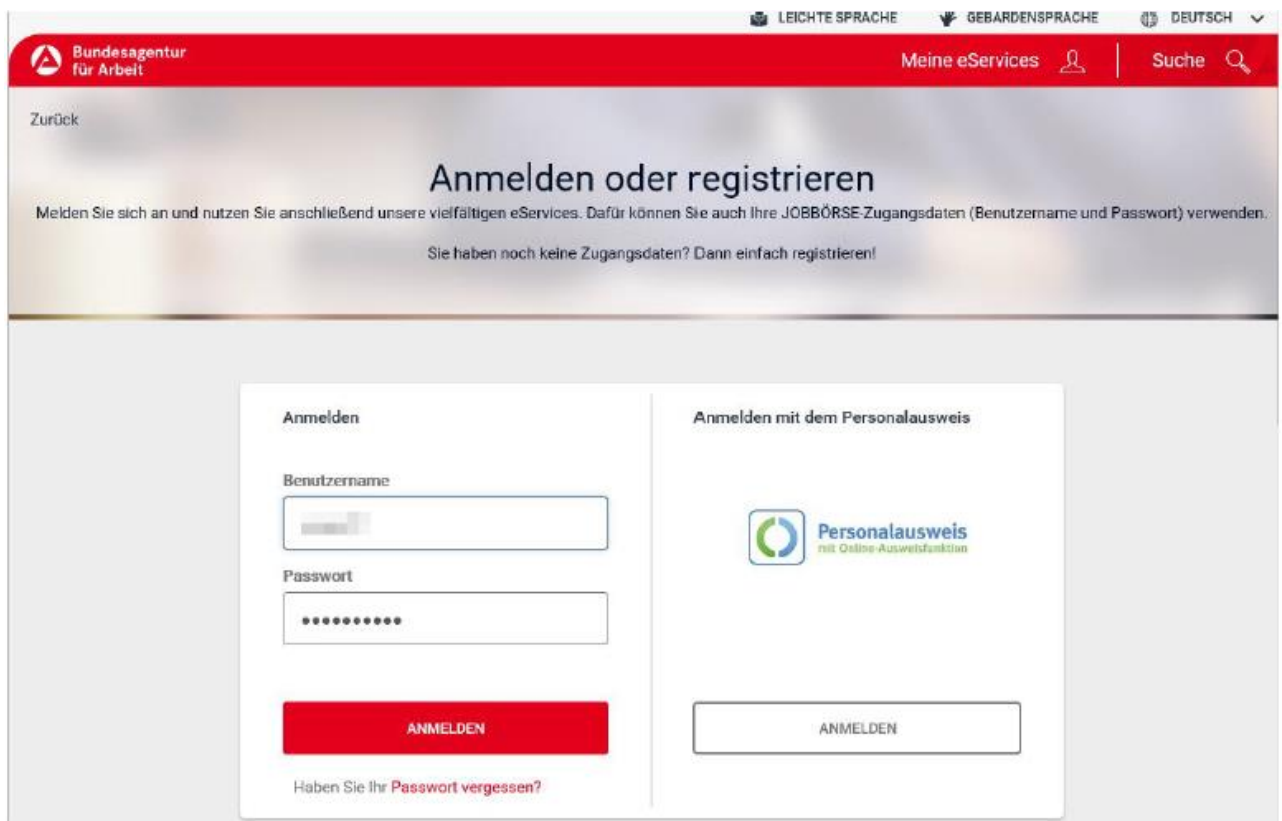 LEICHTE SPRACHE GEBÄRDENSPRACHE DEUTSCH
Bundesagentur
für Arbeit
Meine eServices Suche
Zurück
Anmelden oder registrieren
Melden Sie sich an und nutzen Sie anschließend unsere vielfältigen eServices. Dafür können Sie auch Ihre JOBBÖRSE-Zugangsdaten (Benutzername und Passwort) verwenden.
Sie haben noch keine Zugangsdaten? Dann einfach registrieren!
Anmelden
Benutzername
Passwort
••••••••••
ANMELDEN
Haben Sie Ihr Passwort vergessen?
Anmelden mit dem Personalausweis
Personalausweis
mit Online-Ausweisfunktion
ANMELDEN